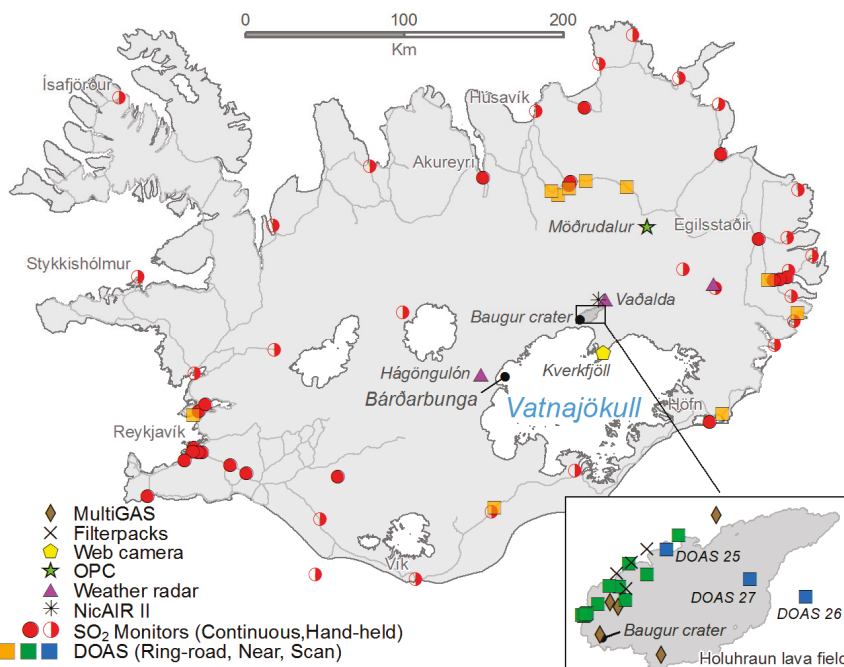 0 100 200
Km
Ísafjörður
Húsavík
Akureyri
Möðrudalur
Egilsstaðir
Stykkishólmur
Vaðalda
Baugur crater
Hágöngulón
Kverkfjöll
Bárðarbunga
Vatnajökull
Höfn
Reykjavík
Vík
MultiGAS
Filterpacks
Web camera
OPC
Weather radar
NicAIR II
SO₂ Monitors (Continuous,Hand-held)
DOAS (Ring-road, Near, Scan)
DOAS 25
DOAS 27
DOAS 26
Baugur crater
Holuhraun lava field